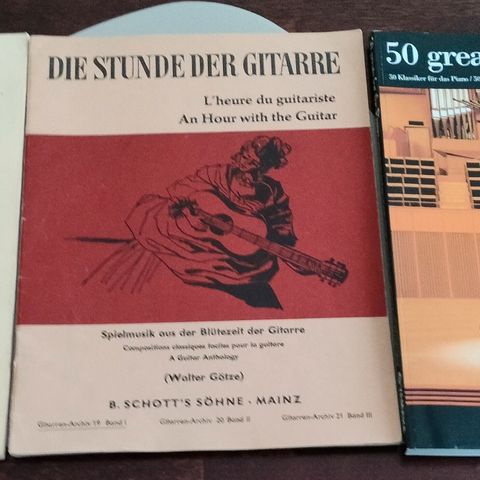 DIE STUNDE DER GITARRE
L'heure du guitariste
An Hour with the Guitar
Spielmusik aus der Blütezeit der Gitarre
Compositions classiques faciles pour la guitare
A Guitar Anthology
(Walter Götze)
B. SCHOTT'S SÖHNE · MAINZ
Gitarren-Archiv 19 Band I Gitarren-Archiv 20 Band II Gitarren-Archiv 21 Band III
50 grea
50 Klassiker für das Piano / 50